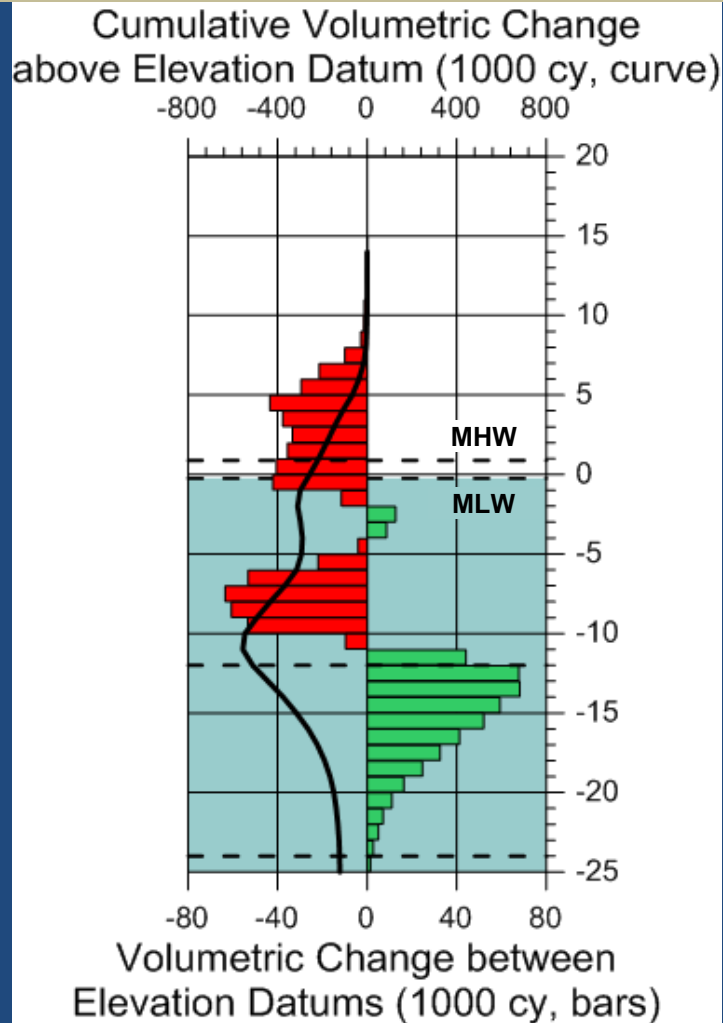 Cumulative Volumetric Change
above Elevation Datum (1000 cy, curve)
-800 -400 0 400 800
20
15
10
5
MHW
0
MLW
-5
-10
-15
-20
-25
-80 -40 0 40 80
Volumetric Change between
Elevation Datums (1000 cy, bars)